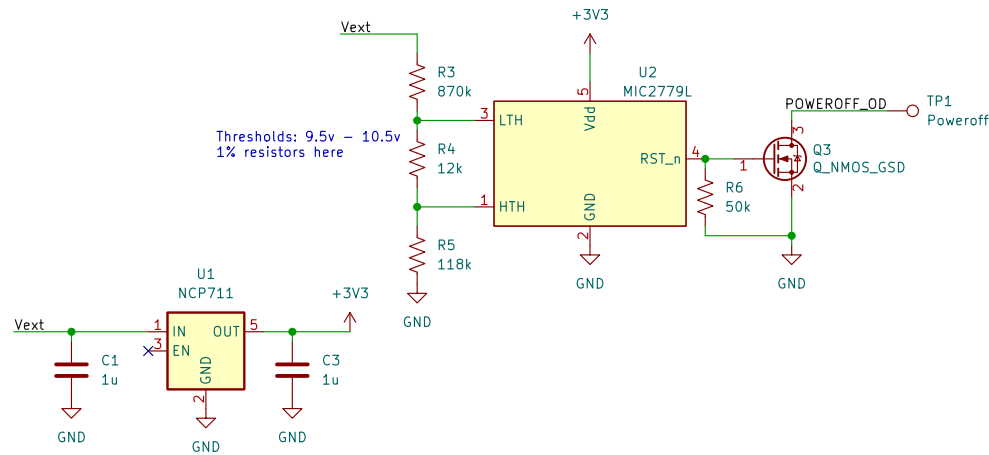 Vext
+3V3
R3
870k
U2
MIC2779L
5
Vdd
3
LTH
Thresholds: 9.5v – 10.5v
1% resistors here
R4
12k
RST_n
4
1
HTH
GND
2
GND
R5
118k
GND
POWEROFF_OD
TP1
Poweroff
3
Q3
Q_NMOS_GSD
1
2
R6
50k
GND
U1
NCP711
+3V3
Vext
1
IN
OUT
5
3
EN
GND
2
GND
C1
1u
GND
C3
1u
GND